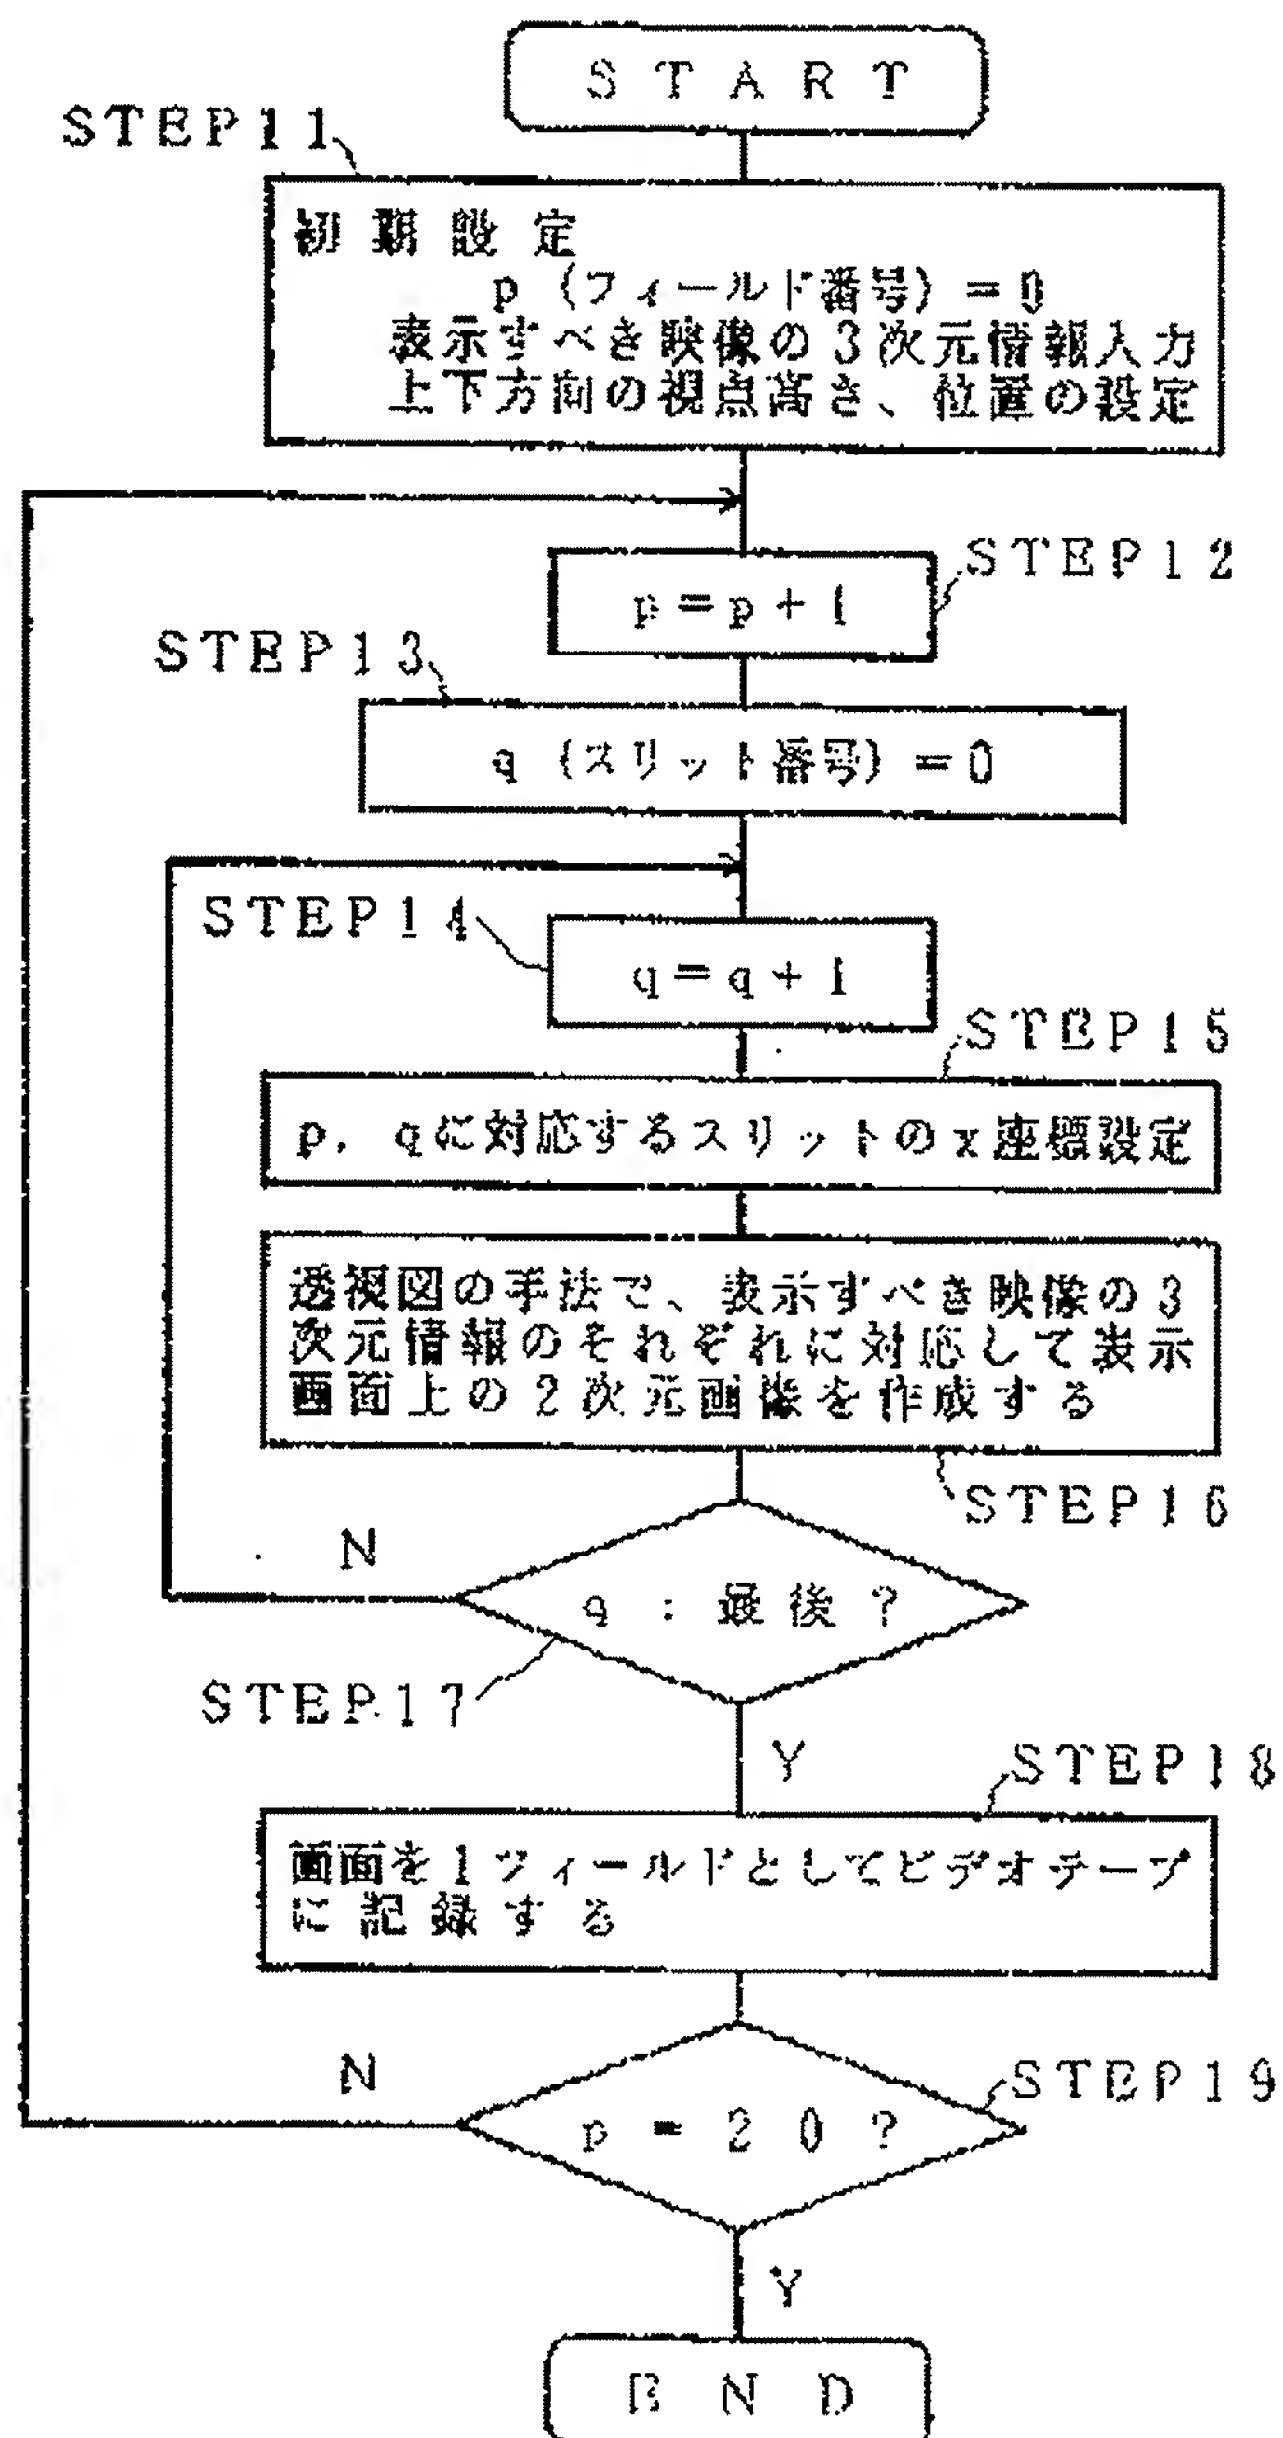 START
STEP11
初期設定
p (フィールド番号) = 0
表示すべき映像の3次元情報入力
上下方向の視点高さ、位置の設定
STEP12
p = p + 1
STEP13
q (スリット番号) = 0
STEP14
q = q + 1
STEP15
p, qに対応するスリットのx座標設定
透視図の手法で、表示すべき映像の3
次元情報のそれぞれに対応して表示
画面上の2次元画像を作成する
STEP16
N
q : 最後?
STEP17
Y
STEP18
画面を1フィールドとしてビデオテープ
に記録する
N
STEP19
p = 20?
Y
END